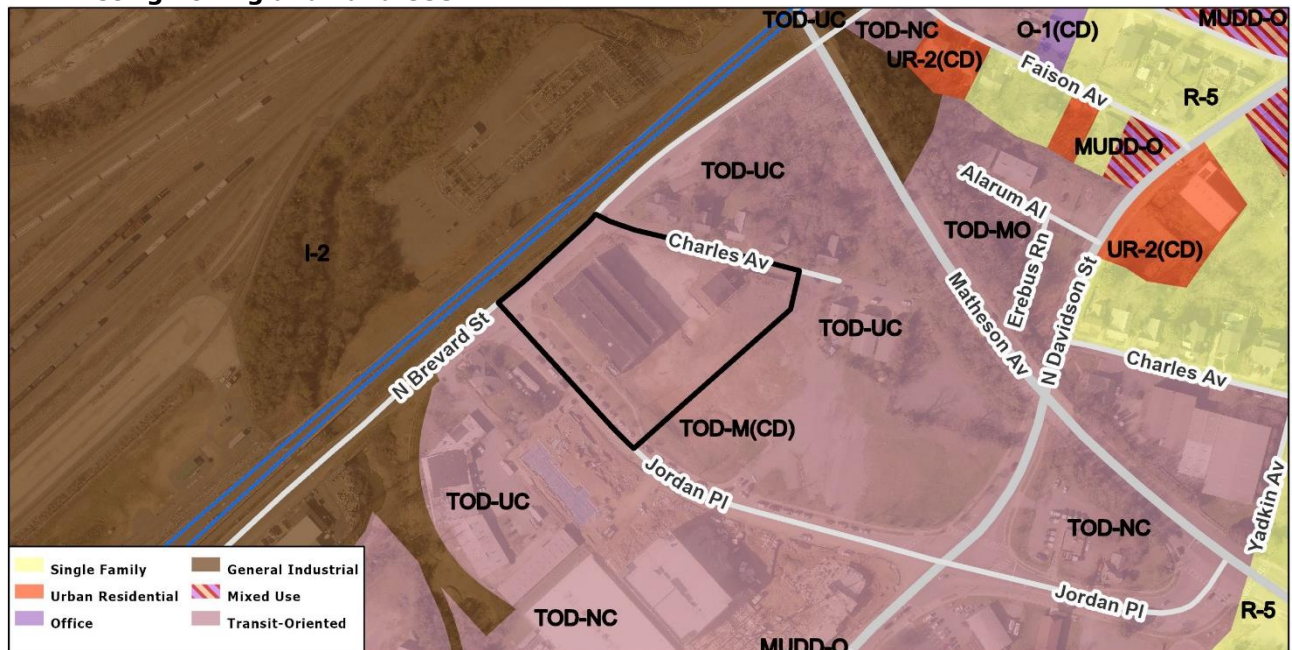 TOD-UC
TOD-NC
O-1(CD)
MUDD-O
UR-2(CD)
Faison Av
R-5
MUDD-O
TOD-UC
Alarum Al
TOD-MO
UR-2(CD)
I-2
Charles Av
Erebus Rn
N Davidson St
Matheson Av
N Brevard St
TOD-UC
Charles Av
TOD-M(CD)
Jordan Pl
TOD-UC
TOD-NC
Yadkin Av
Jordan Pl
TOD-NC
R-5
MUDD-O
Single Family
General Industrial
Urban Residential
Mixed Use
Office
Transit-Oriented